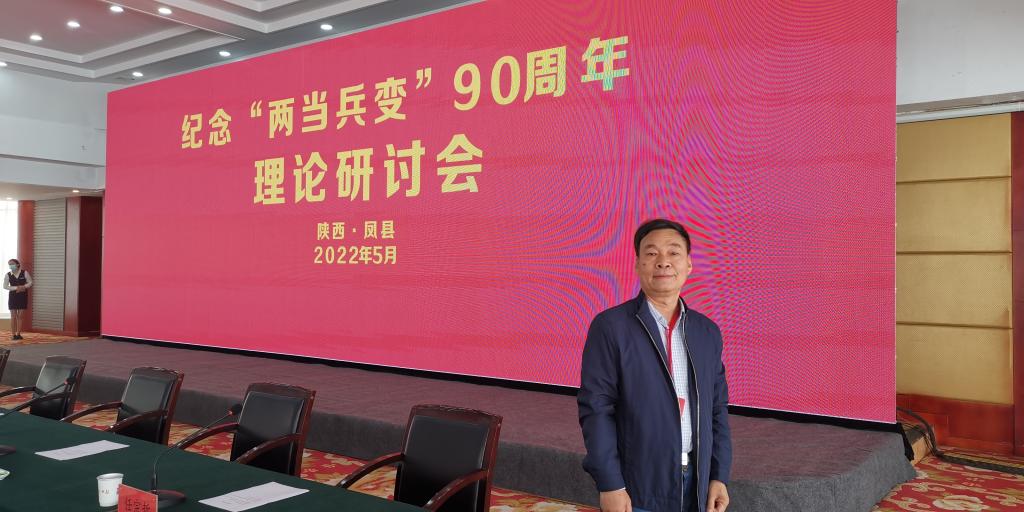 纪念“两当兵变”90周年
理论研讨会
陕西·凤县
2022年5月